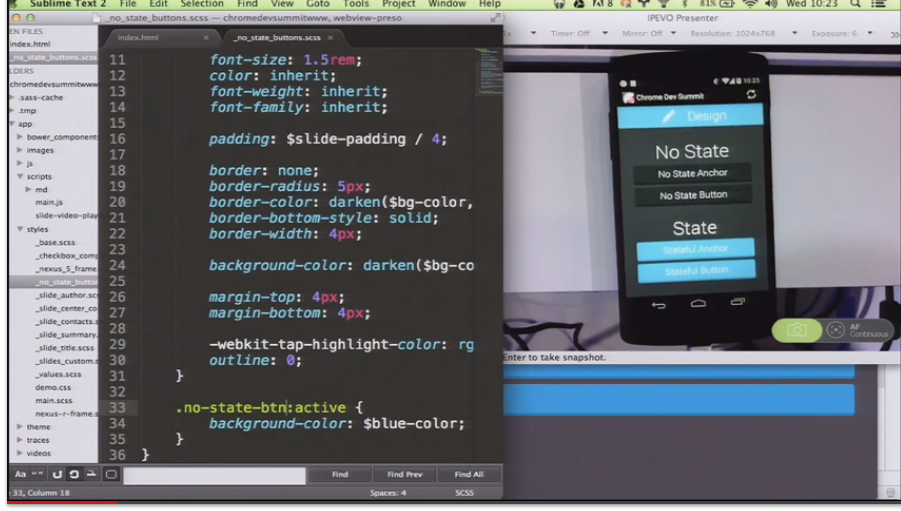 Sublime Text 2 File Edit Selection Find View Goto Tools Project Window Help
81%
Wed 10:23
_no_state_buttons.scss — chromedevsummitwww, webview-preso
EN FILES
index.html
_no_state_buttons.scss
LDERS
chromedevsummitwww
.sass-cache
.tmp
app
bower_component
images
js
scripts
md
main.js
slide-video-play
styles
_base.scss
_checkbox_comp
_nexus_5_frame
_no_state_button
_slide_author.scs
_slide_center_co
_slide_contacts.s
_slide_summary.
_slide_title.scss
_slides_custom.s
_values.scss
demo.css
main.css
nexus-r-frame.s
theme
traces
videos
index.html
_no_state_buttons.scss
11 font-size: 1.5rem;
12 color: inherit;
13 font-weight: inherit;
14 font-family: inherit;
15
16 padding: $slide-padding / 4;
17
18 border: none;
19 border-radius: 5px;
20 border-color: darken($bg-color,
21 border-bottom-style: solid;
22 border-width: 4px;
23
24 background-color: darken($bg-co
25
26 margin-top: 4px;
27 margin-bottom: 4px;
28
29 -webkit-tap-highlight-color: rg
30 outline: 0;
31 }
32
33 .no-state-btn:active {
34 background-color: $blue-color;
35 }
36 }
Aa "" Find Find Prev Find All
33, Column 18
Spaces: 4
SCSS
IPEVO Presenter
1x Timer: Off Mirror: Off Resolution: 1024x768 Exposure: 6
10:23
Chrome Dev Summit
Design
No State
No State Anchor
No State Button
State
Stateful Anchor
Stateful Button
AF
Continuous
Enter to take snapshot.